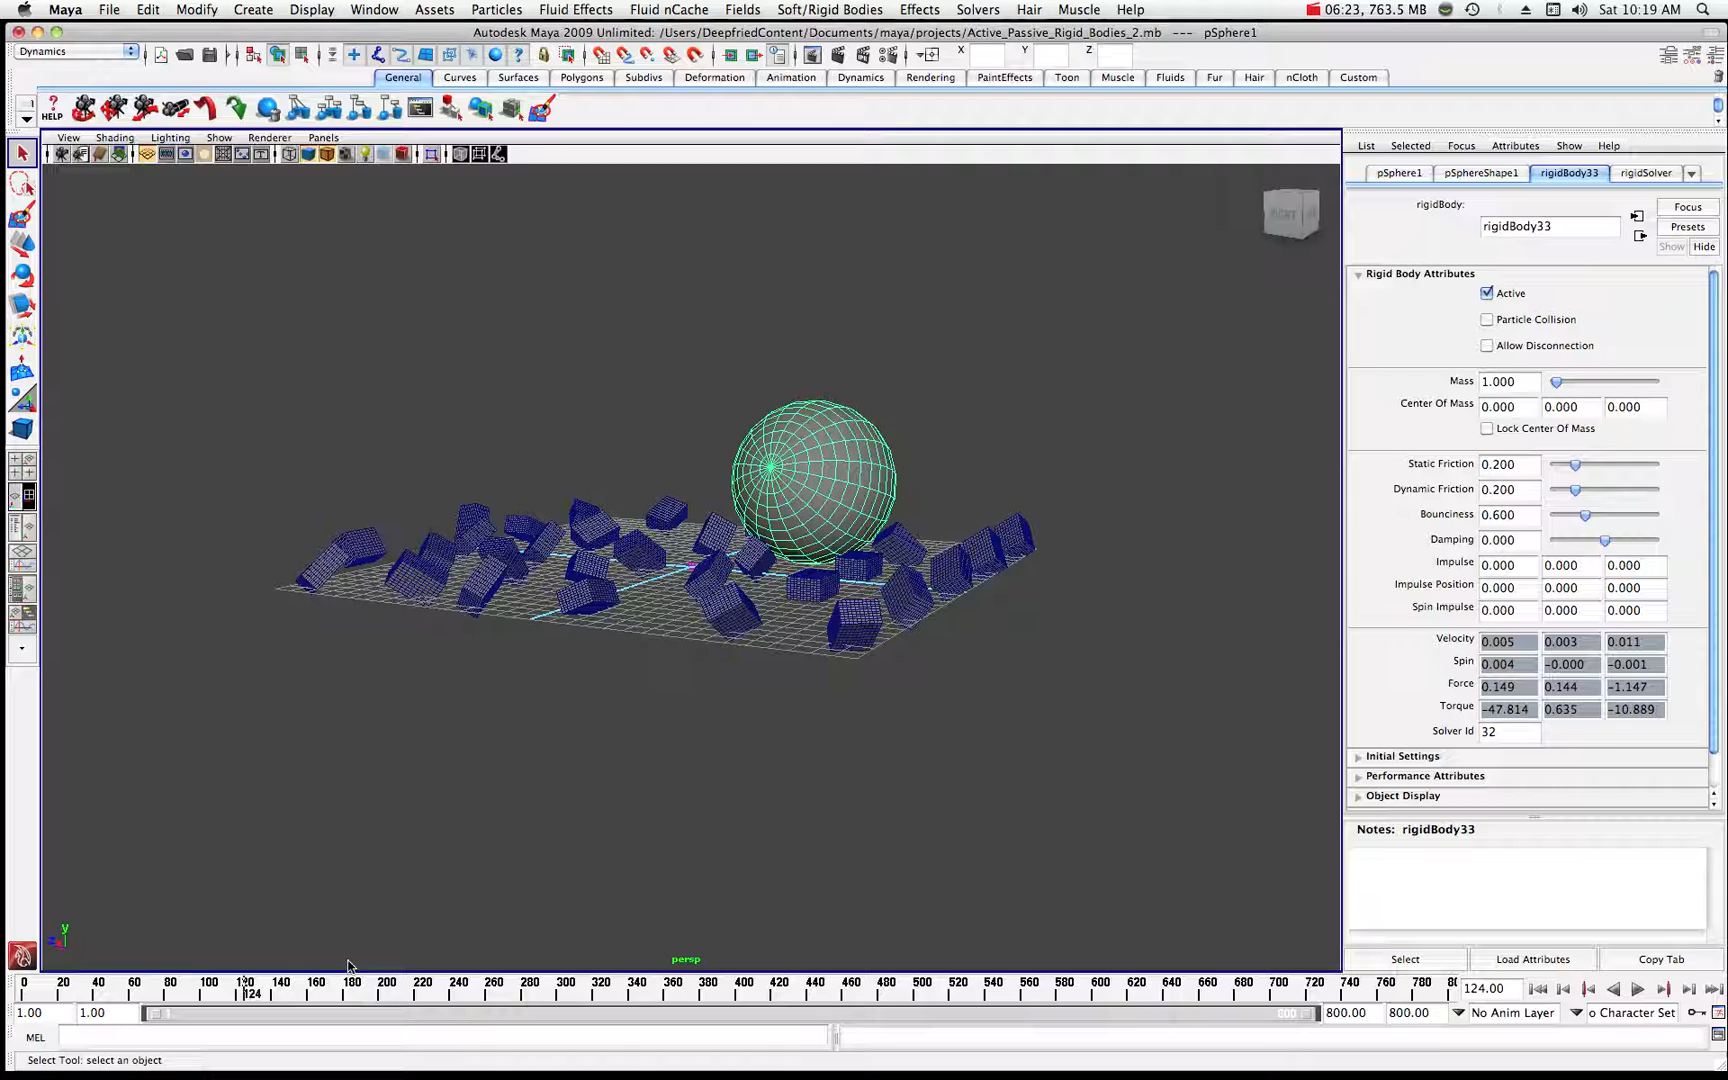 Maya File Edit Modify Create Display Window Assets Particles Fluid Effects Fluid nCache Fields Soft/Rigid Bodies Effects Solvers Hair Muscle Help 06:23, 763.5 MB Sat 10:19 AM
Autodesk Maya 2009 Unlimited: /Users/DeepfriedContent/Documents/maya/projects/Active_Passive_Rigid_Bodies_2.mb --- pSphere1
Dynamics X Y Z
General Curves Surfaces Polygons Subdivs Deformation Animation Dynamics Rendering PaintEffects Toon Muscle Fluids Fur Hair nCloth Custom
HELP
View Shading Lighting Show Renderer Panels
List Selected Focus Attributes Show Help
pSphere1 pSphereShape1 rigidBody33 rigidSolver
rigidBody: Focus
rigidBody33 Presets
Show Hide
Rigid Body Attributes
Active
Particle Collision
Allow Disconnection
Mass 1.000
Center Of Mass 0.000 0.000 0.000
Lock Center Of Mass
Static Friction 0.200
Dynamic Friction 0.200
Bounciness 0.600
Damping 0.000
Impulse 0.000 0.000 0.000
Impulse Position 0.000 0.000 0.000
Spin Impulse 0.000 0.000 0.000
Velocity 0.005 0.003 0.011
Spin 0.004 -0.000 -0.001
Force 0.149 0.144 -1.147
Torque -47.814 0.635 -10.889
Solver Id 32
Initial Settings
Performance Attributes
Object Display
Notes: rigidBody33
y
z
persp
Select Load Attributes Copy Tab
0 20 40 60 80 100 120 140 160 180 200 220 240 260 280 300 320 340 360 380 400 420 440 460 480 500 520 540 560 580 600 620 640 660 680 700 720 740 760 780 80
124 124.00
1.00 1.00 1 800 800.00 800.00 No Anim Layer o Character Set
MEL
Select Tool: select an object